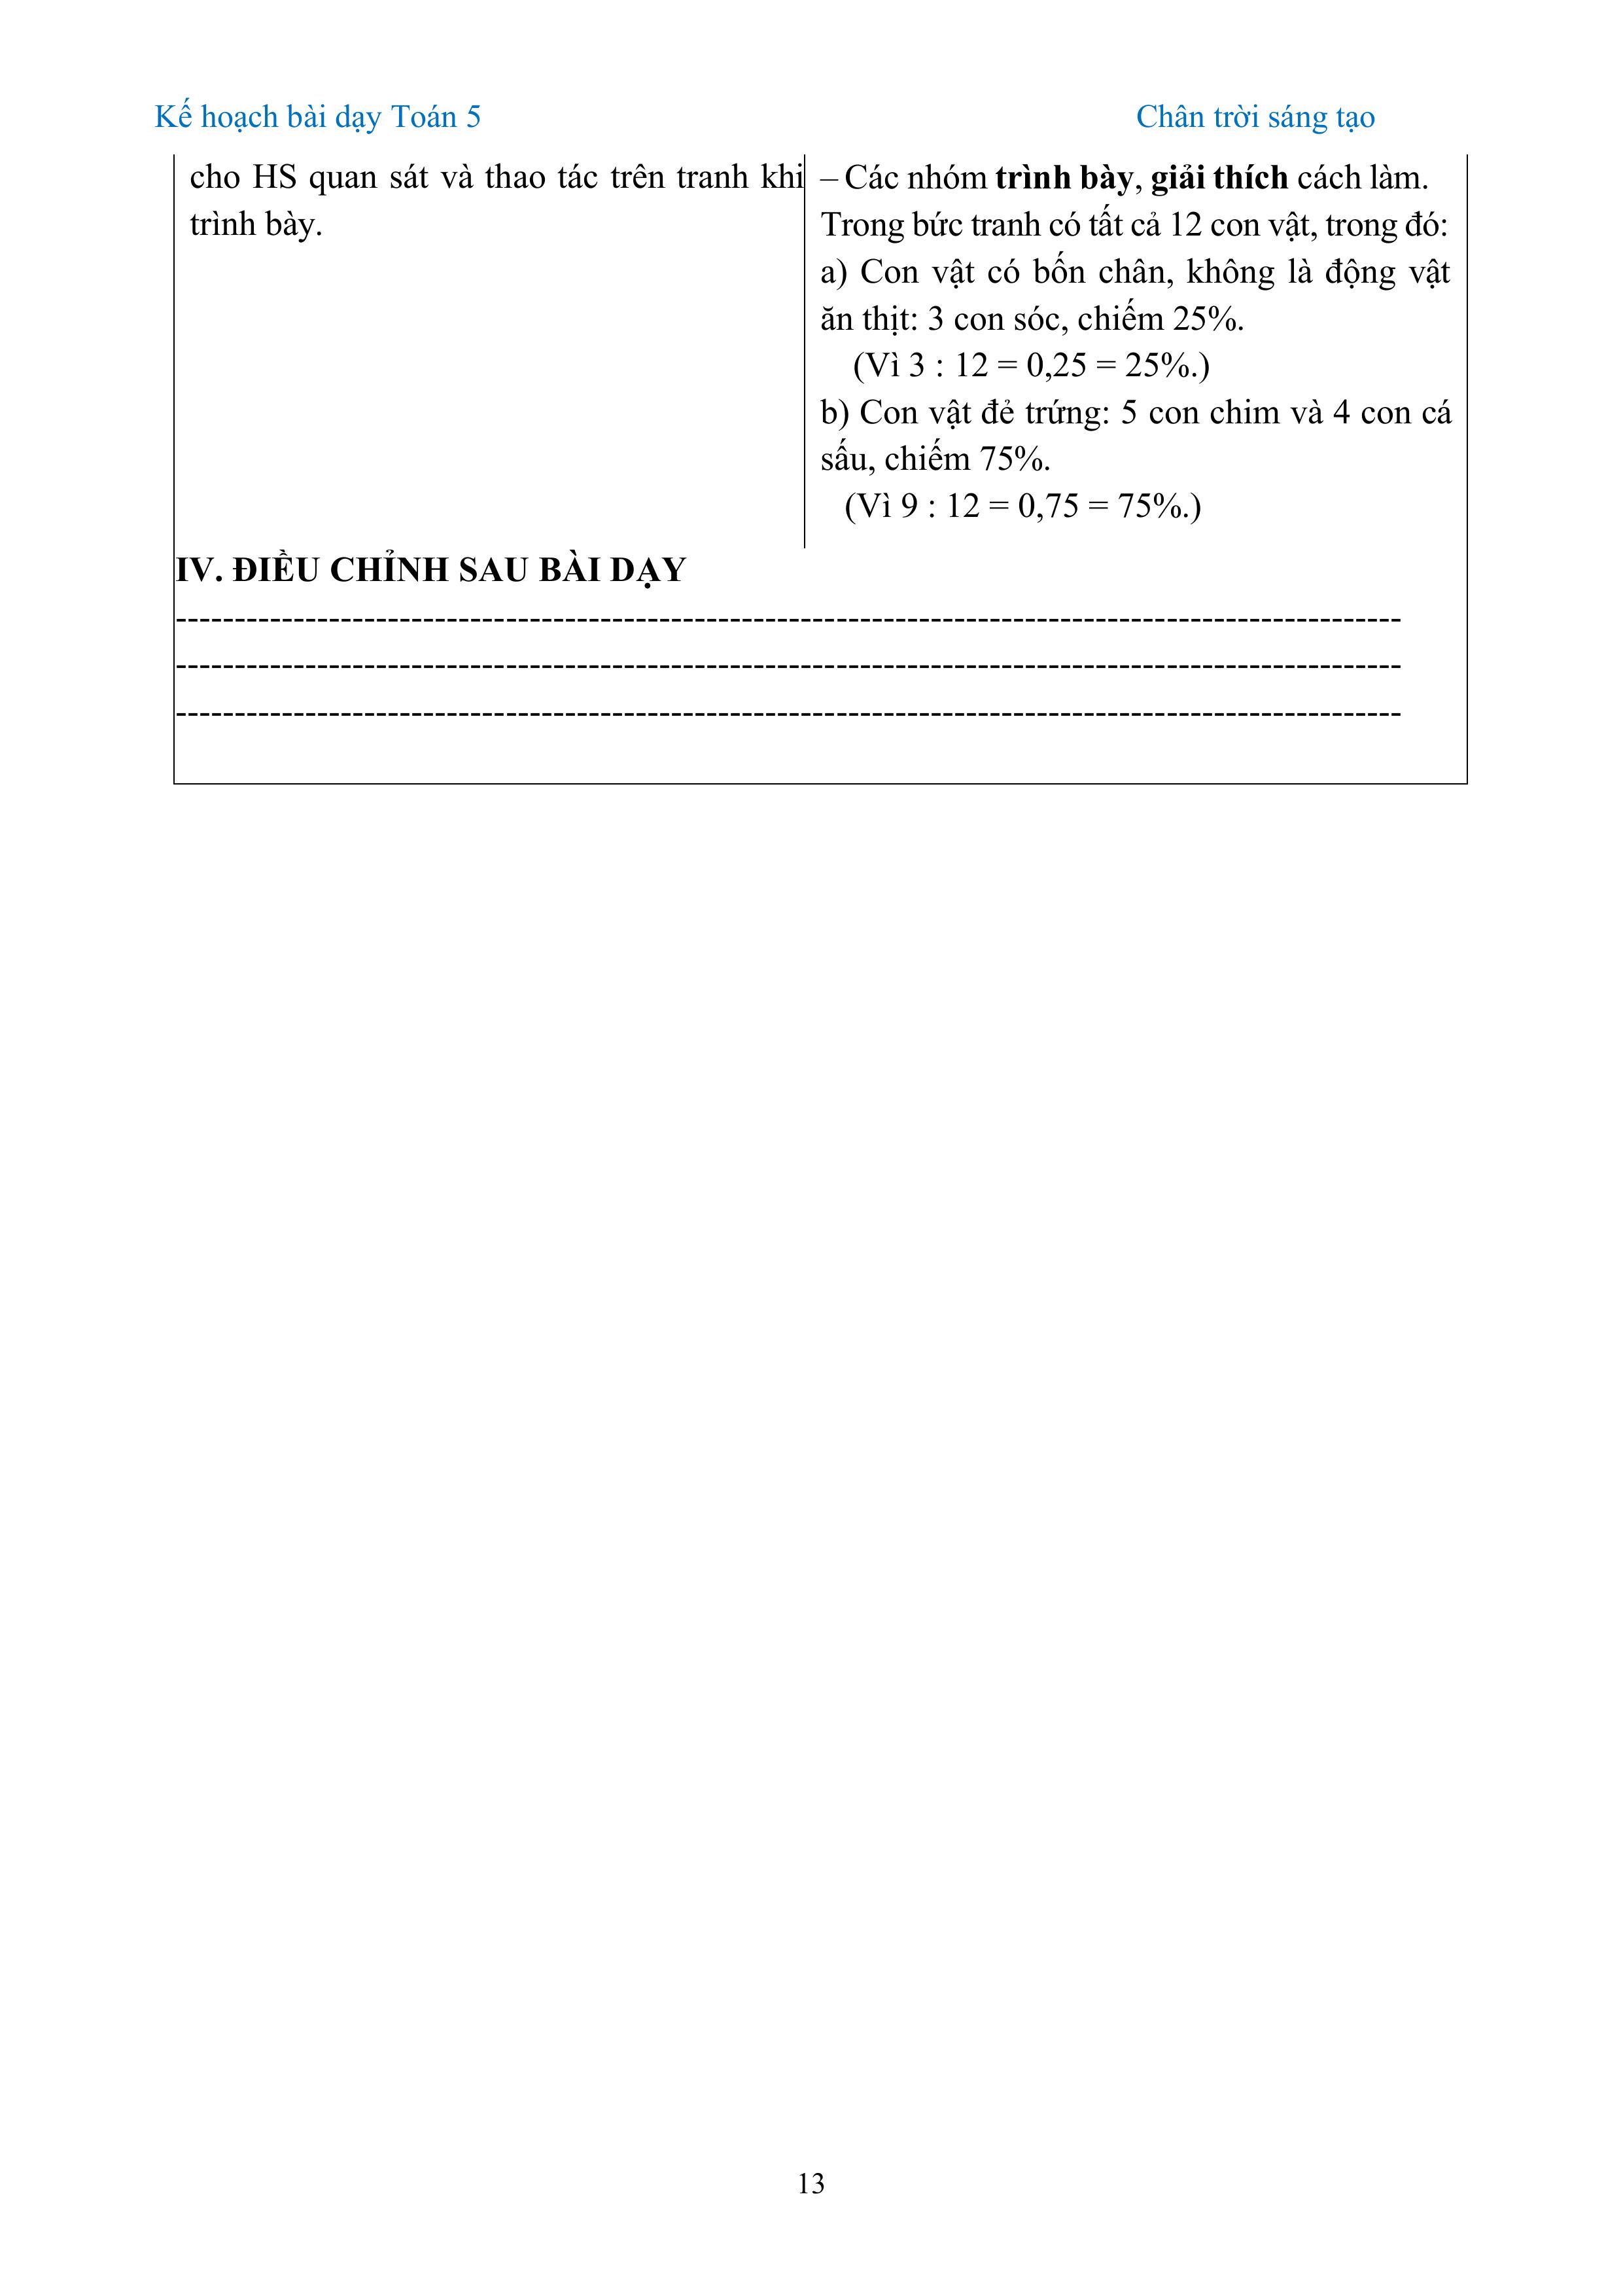 Kế hoạch bài dạy Toán 5 Chân trời sáng tạo
cho HS quan sát và thao tác trên tranh khi
trình bày.
– Các nhóm trình bày, giải thích cách làm.
Trong bức tranh có tất cả 12 con vật, trong đó:
a) Con vật có bốn chân, không là động vật
ăn thịt: 3 con sóc, chiếm 25%.
(Vì 3 : 12 = 0,25 = 25%.)
b) Con vật đẻ trứng: 5 con chim và 4 con cá
sấu, chiếm 75%.
(Vì 9 : 12 = 0,75 = 75%.)
IV. ĐIỀU CHỈNH SAU BÀI DẠY
13